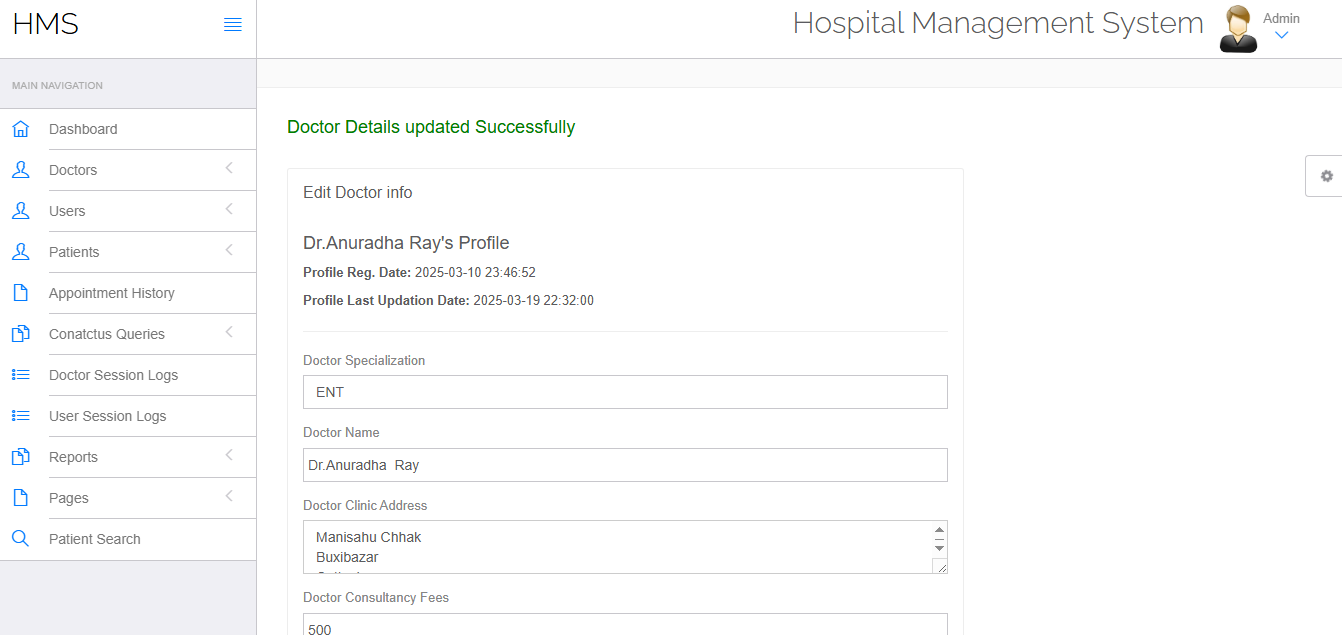 HMS
Hospital Management System
Admin
MAIN NAVIGATION
Dashboard
Doctors
Users
Patients
Appointment History
Conatctus Queries
Doctor Session Logs
User Session Logs
Reports
Pages
Patient Search
Doctor Details updated Successfully
Edit Doctor info
Dr.Anuradha Ray's Profile
Profile Reg. Date: 2025-03-10 23:46:52
Profile Last Updation Date: 2025-03-19 22:32:00
Doctor Specialization
ENT
Doctor Name
Dr.Anuradha  Ray
Doctor Clinic Address
Manisahu Chhak
Buxibazar
Doctor Consultancy Fees
500